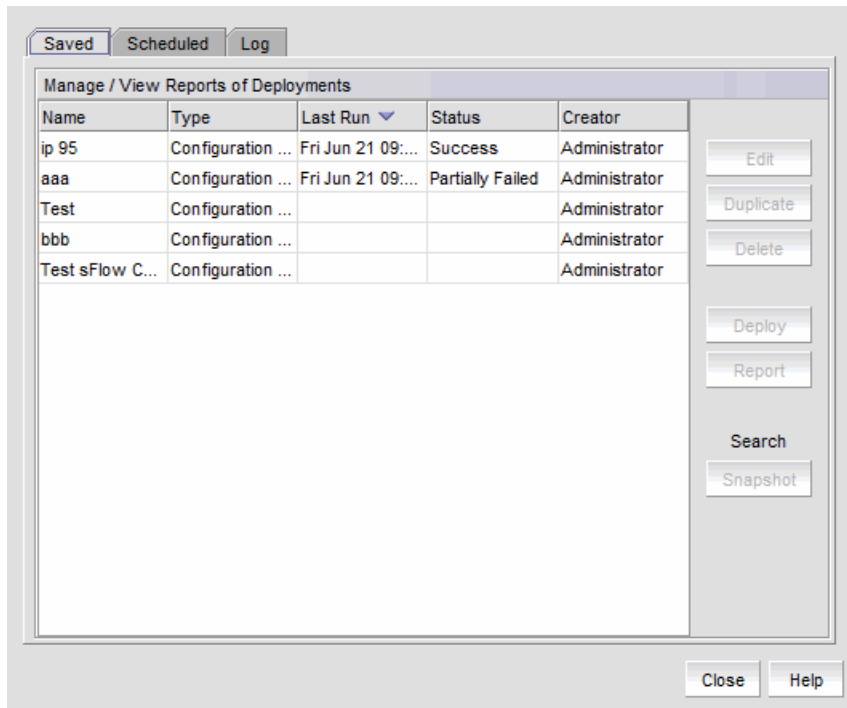 Saved Scheduled Log
Manage / View Reports of Deployments
Name Type Last Run Status Creator
ip 95 Configuration ... Fri Jun 21 09:... Success Administrator
aaa Configuration ... Fri Jun 21 09:... Partially Failed Administrator
Test Configuration ... Administrator
bbb Configuration ... Administrator
Test sFlow C... Configuration ... Administrator
Edit
Duplicate
Delete
Deploy
Report
Search
Snapshot
Close Help